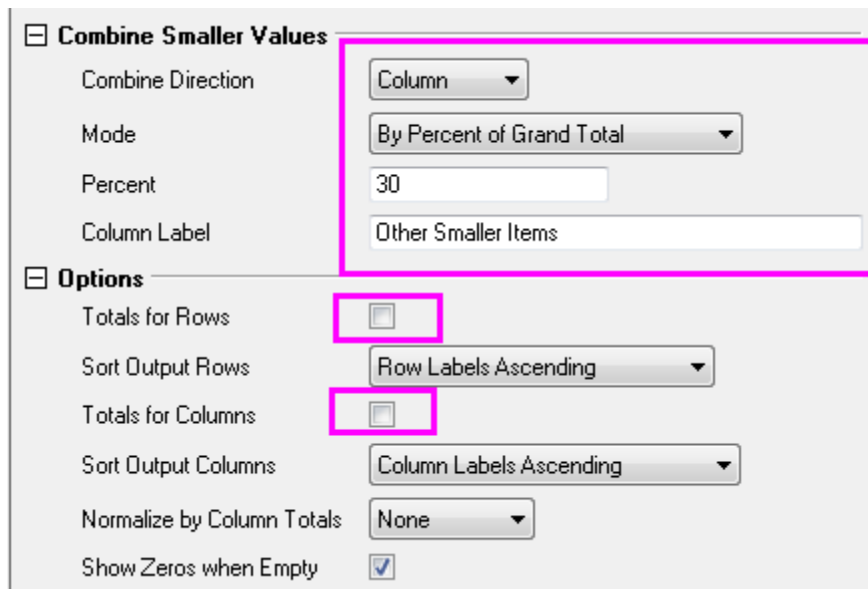 Combine Smaller Values
Combine Direction Column
Mode By Percent of Grand Total
Percent 30
Column Label Other Smaller Items
Options
Totals for Rows
Sort Output Rows Row Labels Ascending
Totals for Columns
Sort Output Columns Column Labels Ascending
Normalize by Column Totals None
Show Zeros when Empty